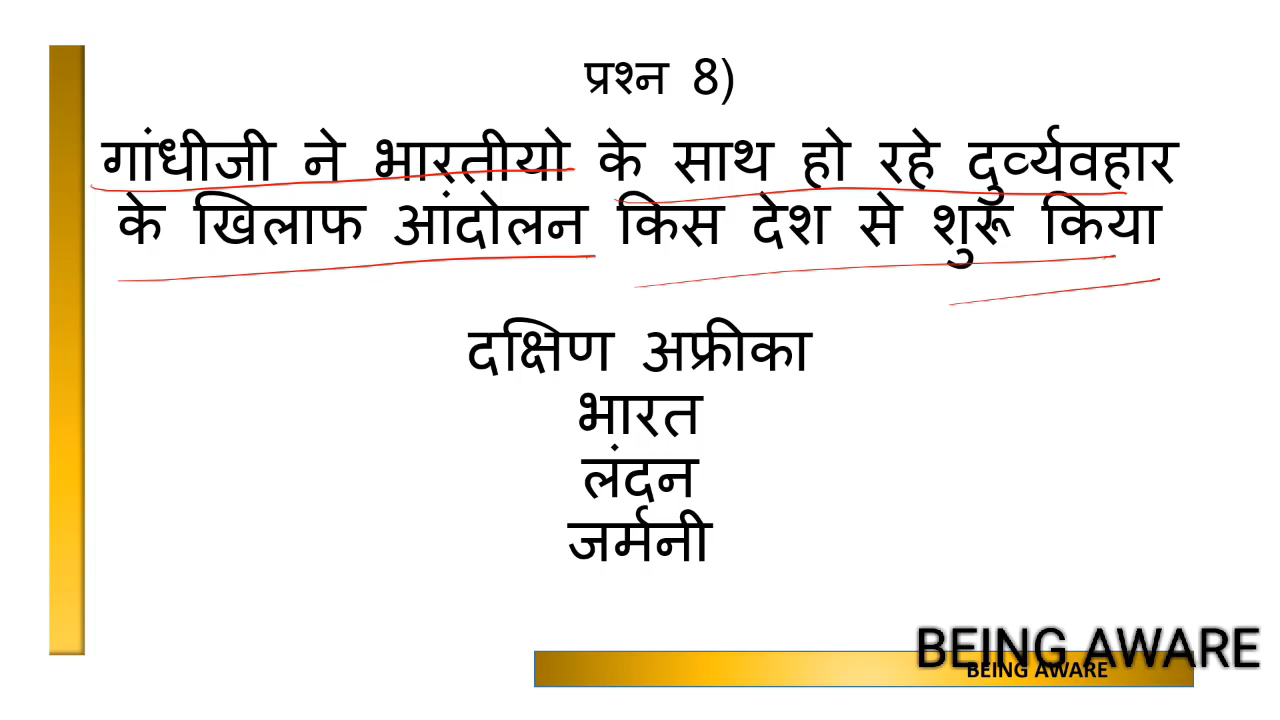 प्रश्न 8)
गांधीजी ने भारतीयो के साथ हो रहे दुर्व्यवहार
के खिलाफ आंदोलन किस देश से शुरू किया
दक्षिण अफ्रीका
भारत
लंदन
जर्मनी
BEING AWARE
BEING AWARE